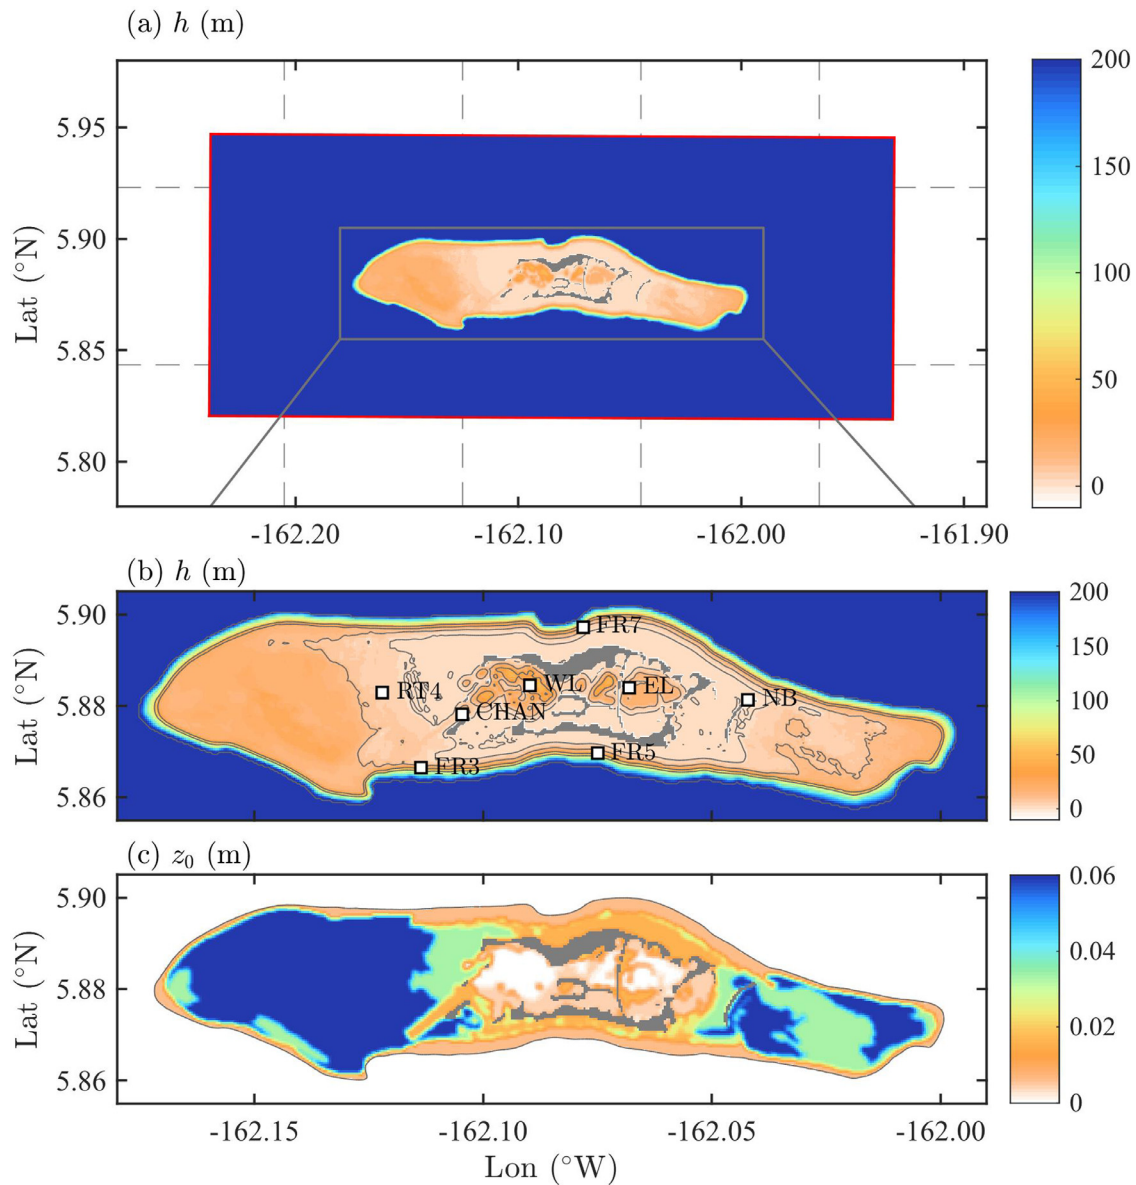 (a) h (m)
200
150
100
50
0
5.95
5.90
5.85
5.80
Lat (°N)
-162.20 -162.10 -162.00 -161.90
(b) h (m)
200
150
100
50
0
5.90
5.88
5.86
Lat (°N)
FR7
RT4 WL EL NB
CHAN
FR3 FR5
(c) z₀ (m)
0.06
0.04
0.02
0
5.90
5.88
5.86
Lat (°N)
-162.15 -162.10 -162.05 -162.00
Lon (°W)